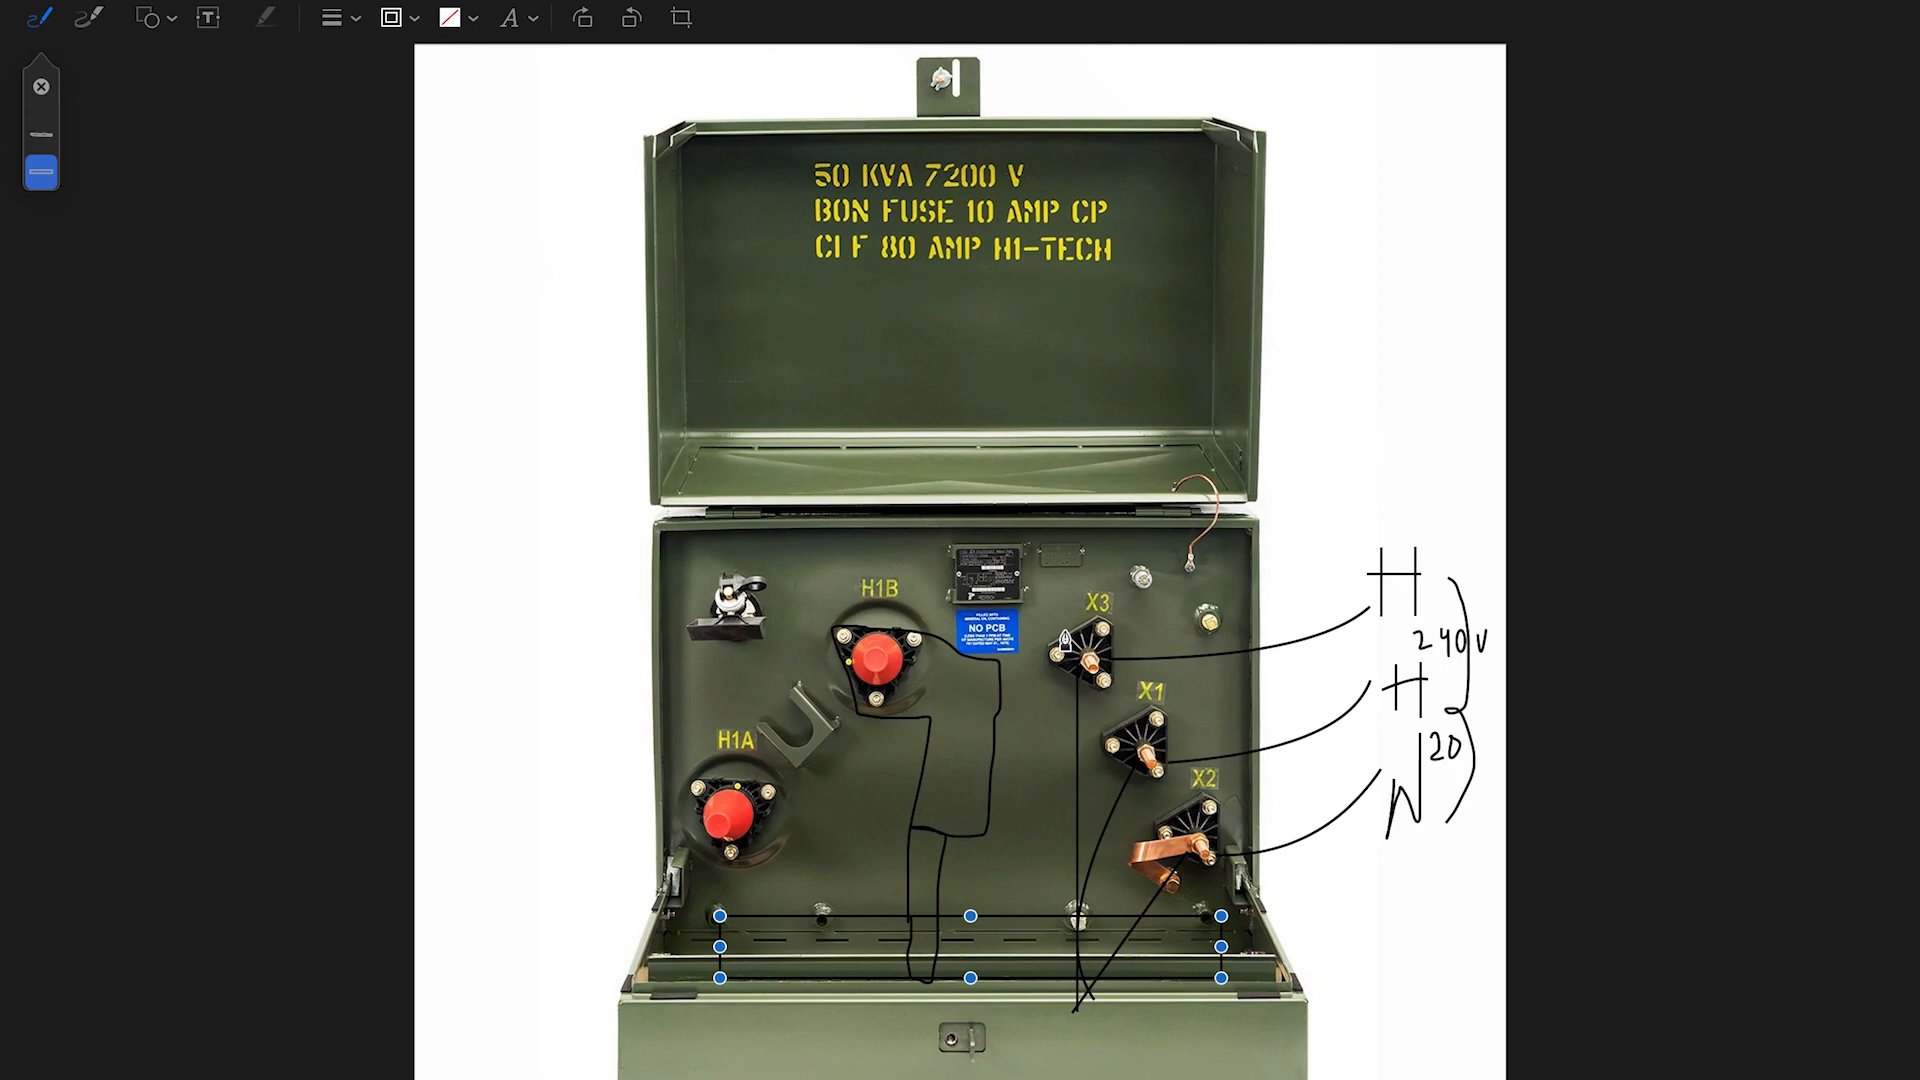 50 KVA 7200 V
BON FUSE 10 AMP CP
CLF 80 AMP HI-TECH
H1B
X3
NO PCB
X1
H1A
X2
H
240V
H
120
N